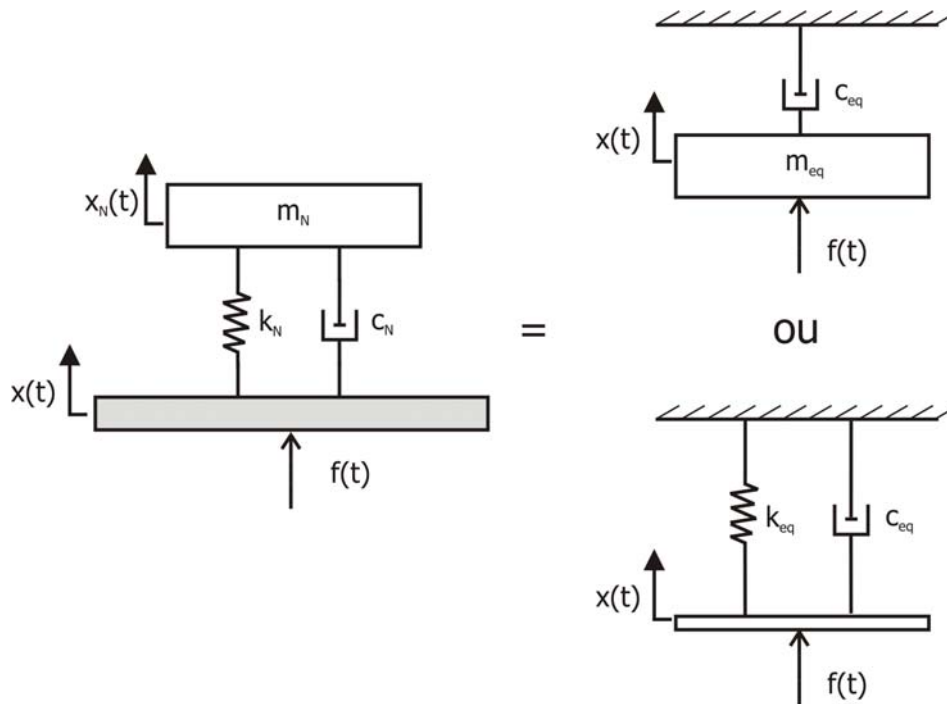 x_N(t)
m_N
k_N
c_N
x(t)
f(t)
=
c_eq
x(t)
m_eq
f(t)
ou
k_eq
c_eq
x(t)
f(t)